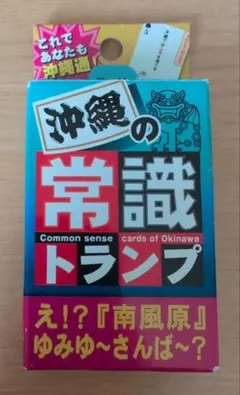 これで
あなたも
沖縄通!
沖縄の
常識
Common sense cards of Okinawa
トランプ
え!?『南風原』
ゆみゆ~さんば~?